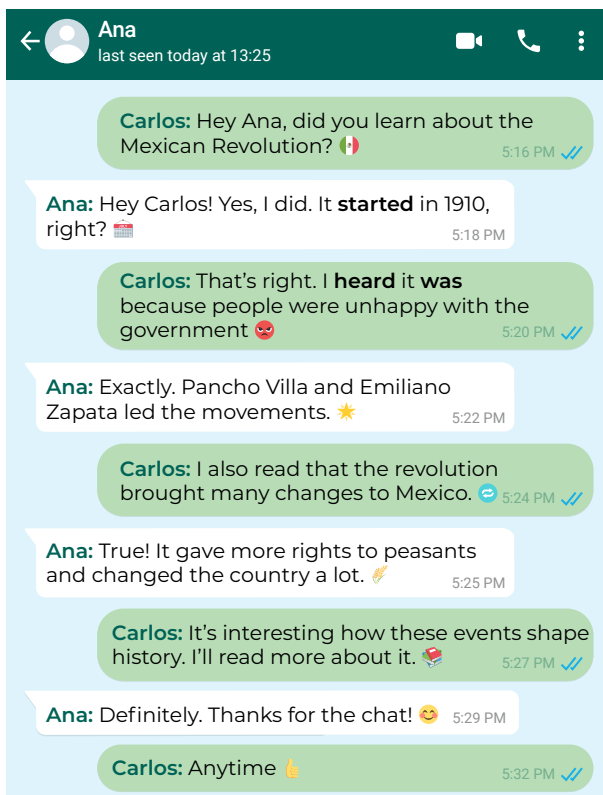 Ana
last seen today at 13:25
Carlos: Hey Ana, did you learn about the
Mexican Revolution?
5:16 PM
Ana: Hey Carlos! Yes, I did. It started in 1910,
right?
5:18 PM
Carlos: That’s right. I heard it was
because people were unhappy with the
government
5:20 PM
Ana: Exactly. Pancho Villa and Emiliano
Zapata led the movements.
5:22 PM
Carlos: I also read that the revolution
brought many changes to Mexico.
5:24 PM
Ana: True! It gave more rights to peasants
and changed the country a lot.
5:25 PM
Carlos: It’s interesting how these events shape
history. I’ll read more about it.
5:27 PM
Ana: Definitely. Thanks for the chat!
5:29 PM
Carlos: Anytime
5:32 PM